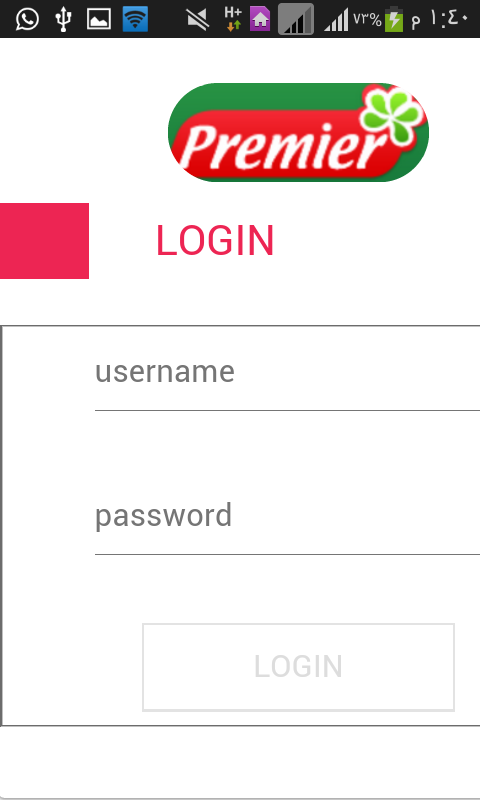 H+ ٧٣% ١:٤٠ م
Premier
LOGIN
username
password
LOGIN